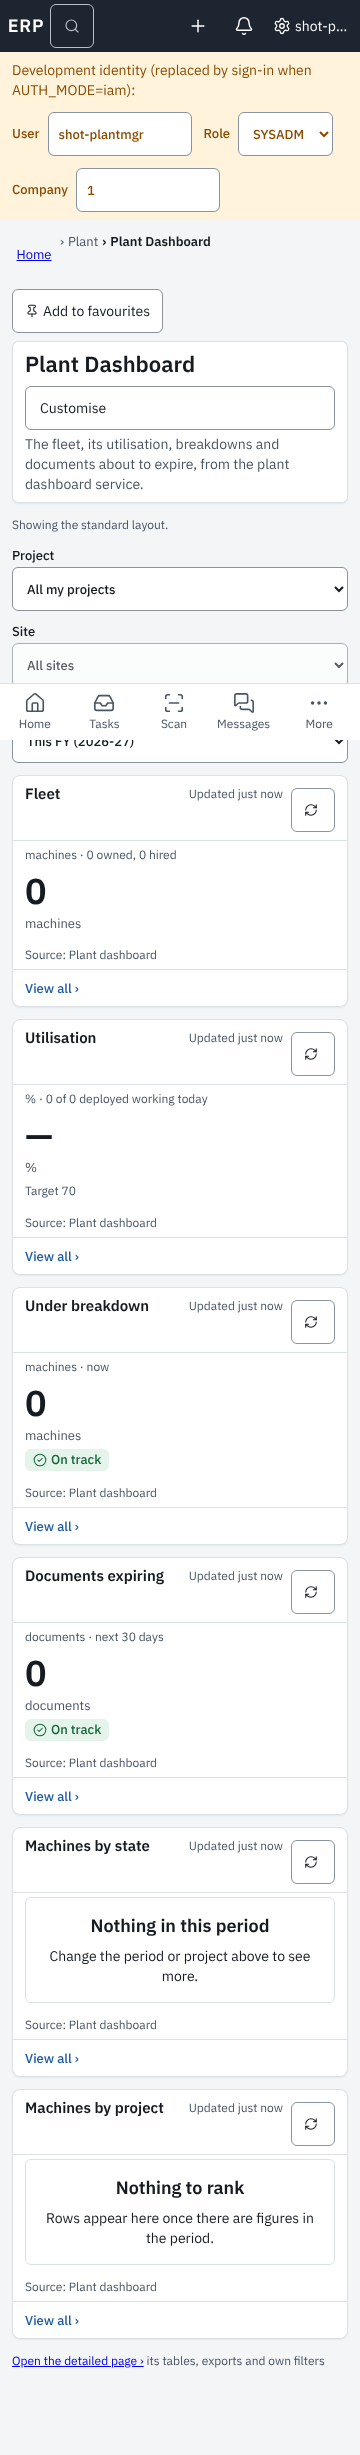 ERP
shot-p...
Development identity (replaced by sign-in when
AUTH_MODE=iam):
User shot-plantmgr Role SYSADM
Company 1
Home › Plant › Plant Dashboard
Add to favourites
Plant Dashboard
Customise
The fleet, its utilisation, breakdowns and
documents about to expire, from the plant
dashboard service.
Showing the standard layout.
Project
All my projects
Site
All sites
Home Tasks Scan Messages More
This FY (2026-27)
Fleet Updated just now
machines · 0 owned, 0 hired
0
machines
Source: Plant dashboard
View all ›
Utilisation Updated just now
% · 0 of 0 deployed working today
—
%
Target 70
Source: Plant dashboard
View all ›
Under breakdown Updated just now
machines · now
0
machines
On track
Source: Plant dashboard
View all ›
Documents expiring Updated just now
documents · next 30 days
0
documents
On track
Source: Plant dashboard
View all ›
Machines by state Updated just now
Nothing in this period
Change the period or project above to see
more.
Source: Plant dashboard
View all ›
Machines by project Updated just now
Nothing to rank
Rows appear here once there are figures in
the period.
Source: Plant dashboard
View all ›
Open the detailed page › its tables, exports and own filters